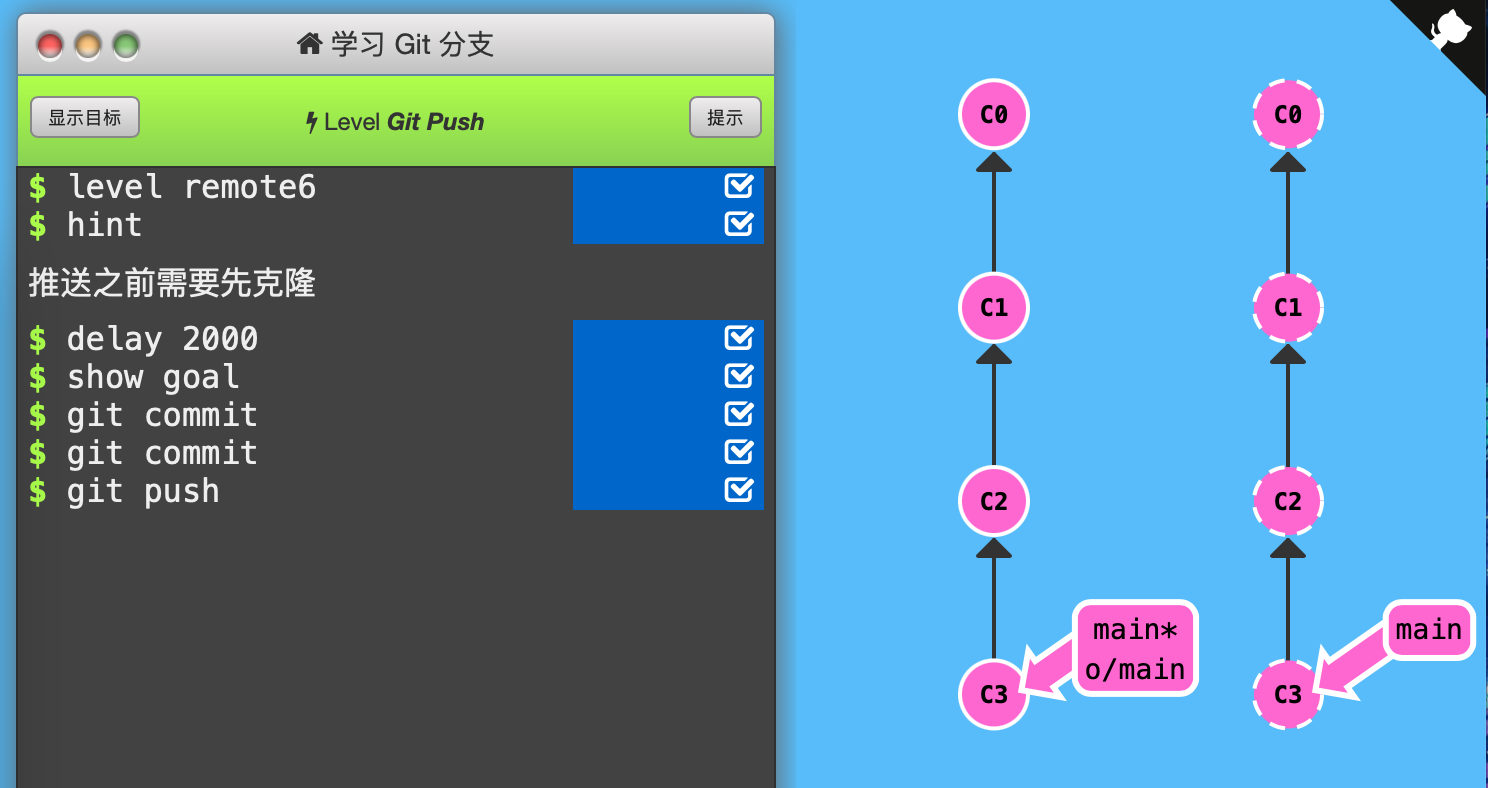 学习 Git 分支
显示目标
Level Git Push
提示
$ level remote6
$ hint
推送之前需要先克隆
$ delay 2000
$ show goal
$ git commit
$ git commit
$ git push
C0
C0
C1
C1
C2
C2
main*
o/main
main
C3
C3